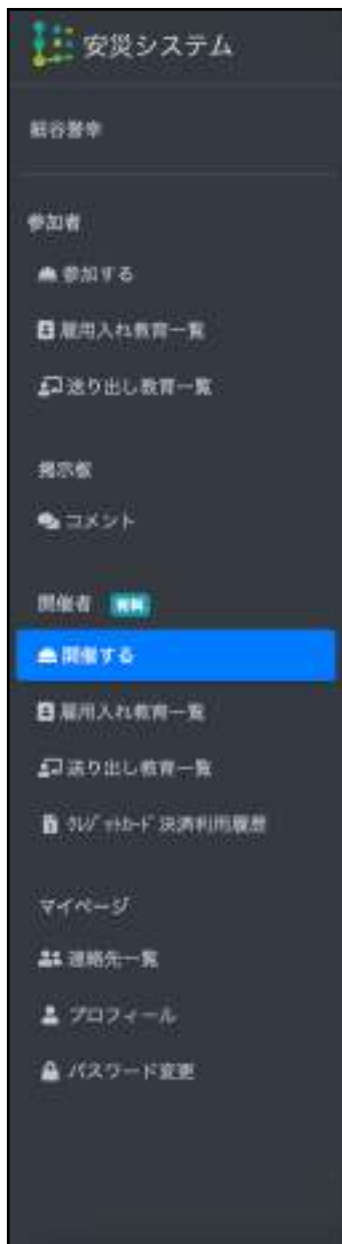 安災システム
参加者
参加する
雇用入れ教育一覧
送り出し教育一覧
掲示板
コメント
開催者 有料
開催する
雇用入れ教育一覧
送り出し教育一覧
ｸﾚｼﾞｯﾄｶｰﾄﾞ決済利用履歴
マイページ
連絡先一覧
プロフィール
パスワード変更